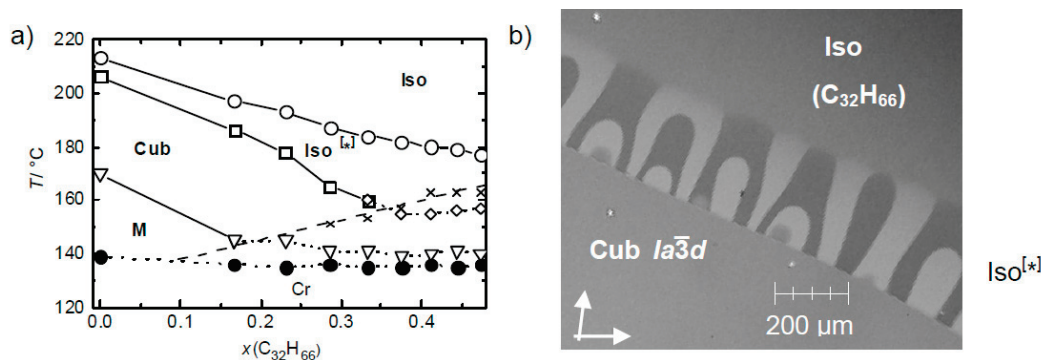 a)
220
200
180
160
140
120
T/ °C
Iso
Iso[*]
Cub
M
Cr
0.0 0.1 0.2 0.3 0.4
x(C₃₂H₆₆)
b)
Iso
(C₃₂H₆₆)
Cub Ia3̅d
200 µm
Iso[*]